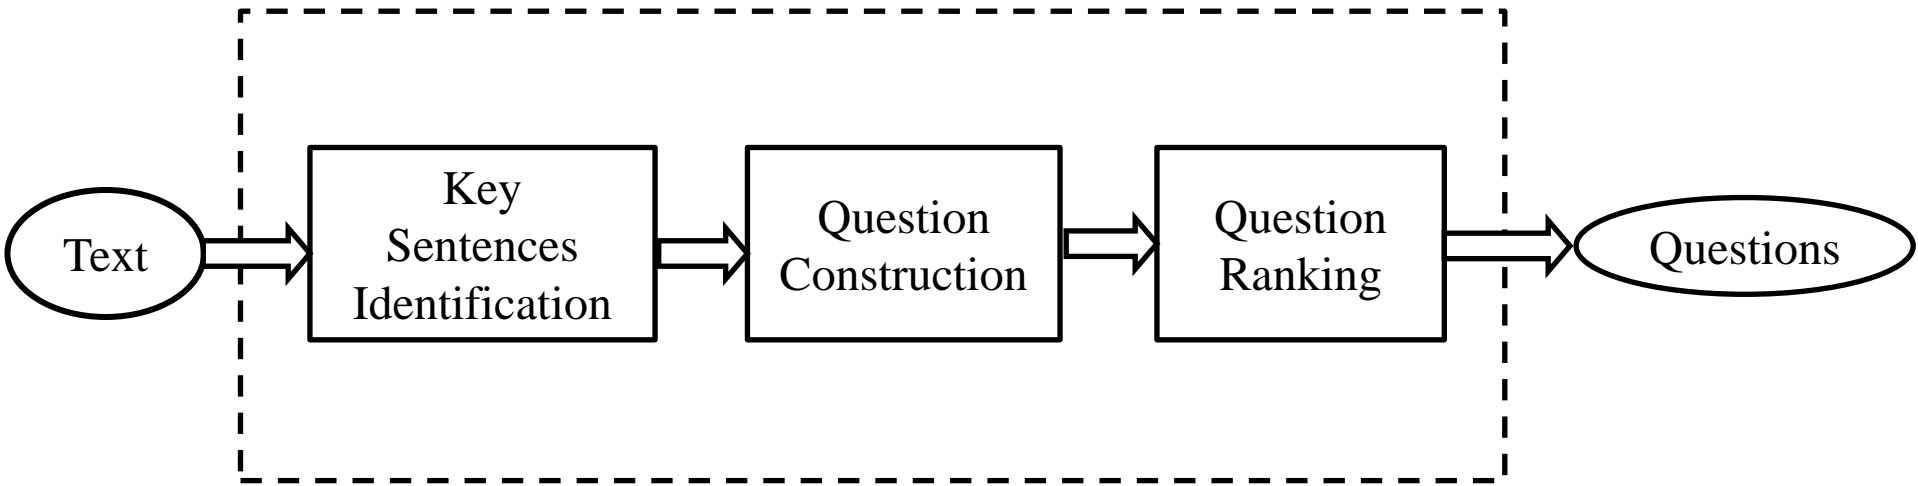 Text
Key
Sentences
Identification
Question
Construction
Question
Ranking
Questions